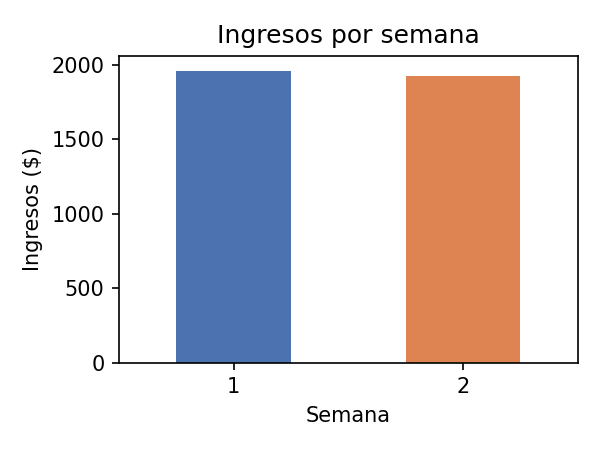 Ingresos por semana
2000
1500
1000
500
0
Ingresos ($)
1 2
Semana